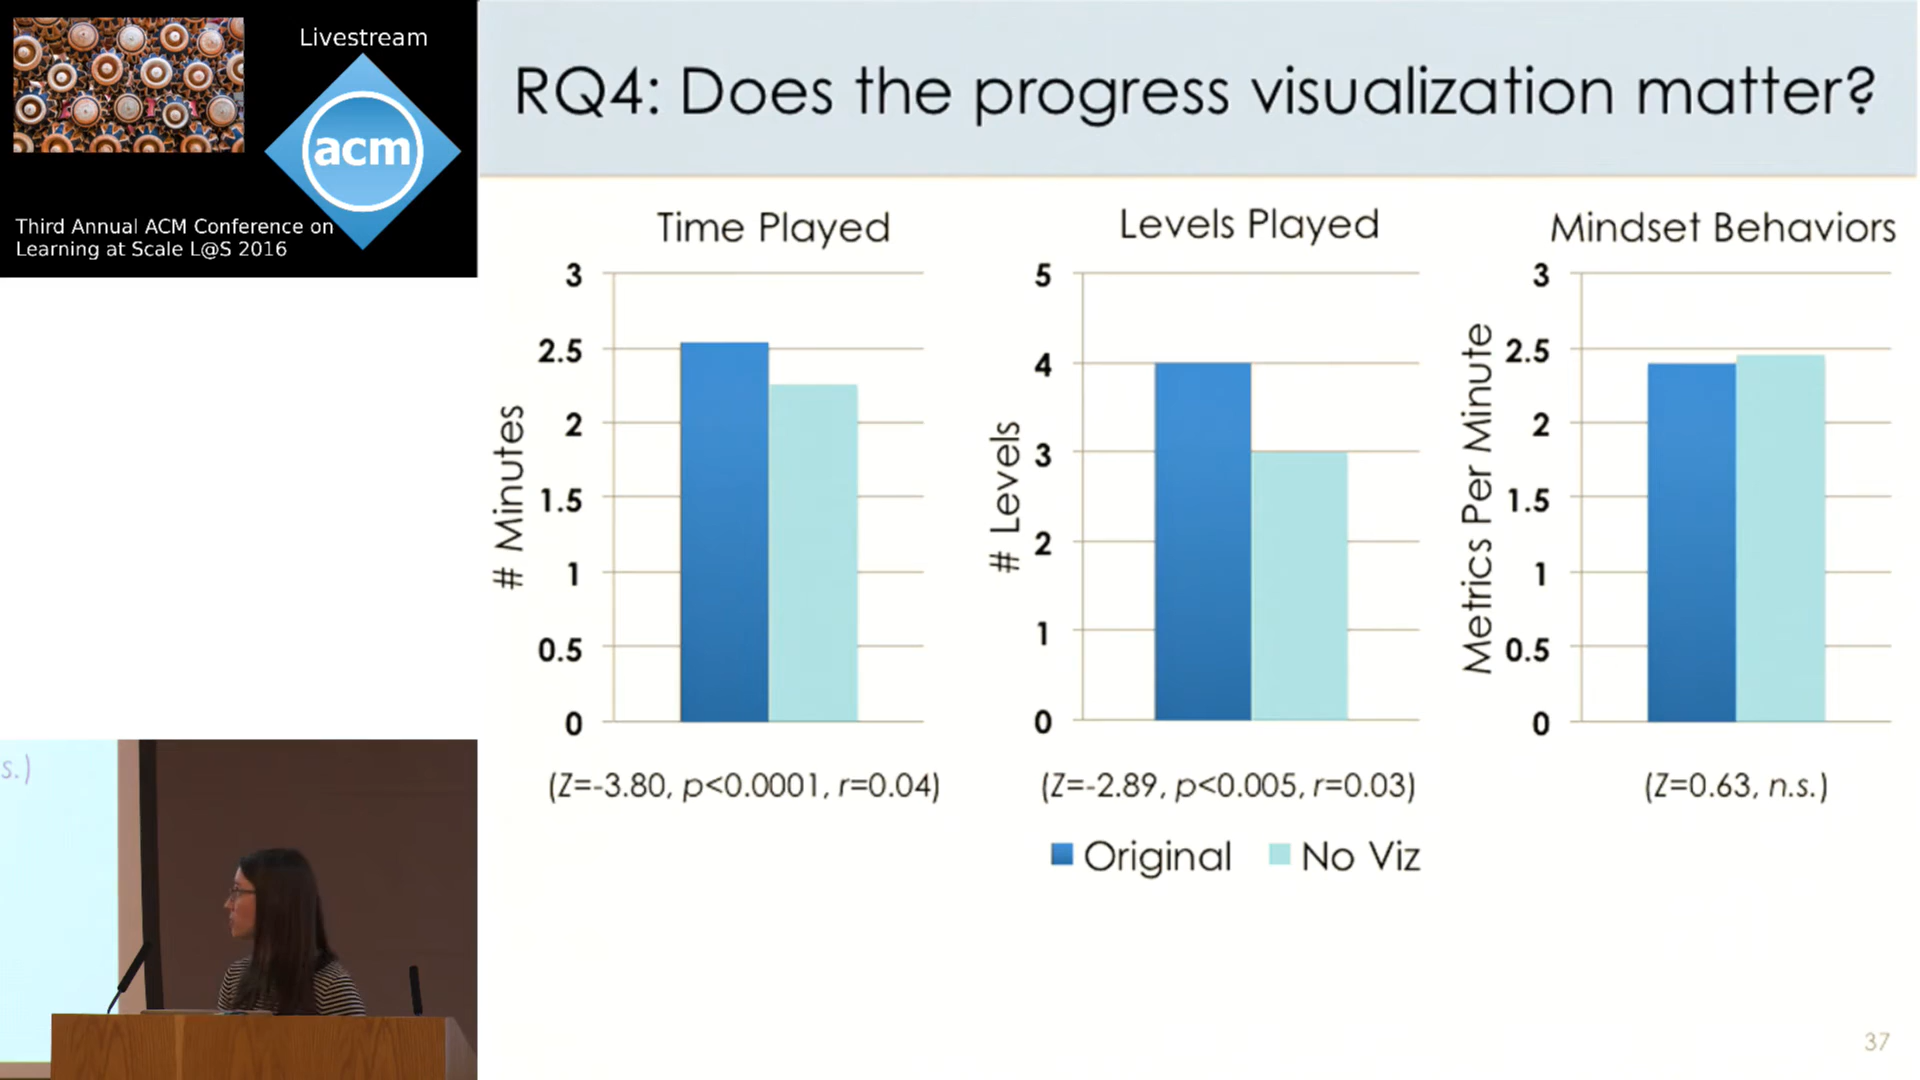 Livestream
acm
Third Annual ACM Conference on
Learning at Scale L@S 2016
RQ4: Does the progress visualization matter?
Time Played
3
2.5
2
1.5
1
0.5
0
# Minutes
(Z=-3.80, p<0.0001, r=0.04)
Levels Played
5
4
3
2
1
0
# Levels
(Z=-2.89, p<0.005, r=0.03)
Mindset Behaviors
3
2.5
2
1.5
1
0.5
0
Metrics Per Minute
(Z=0.63, n.s.)
Original
No Viz
s.)
37